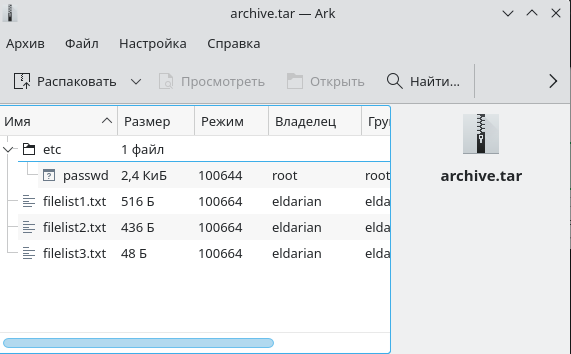 archive.tar — Ark
Архив Файл Настройка Справка
Распаковать Просмотреть Открыть Найти...
Имя Размер Режим Владелец Гру
etc 1 файл
passwd 2,4 КиБ 100644 root root
filelist1.txt 516 Б 100664 eldarian elda
filelist2.txt 436 Б 100664 eldarian elda
filelist3.txt 48 Б 100664 eldarian elda
archive.tar